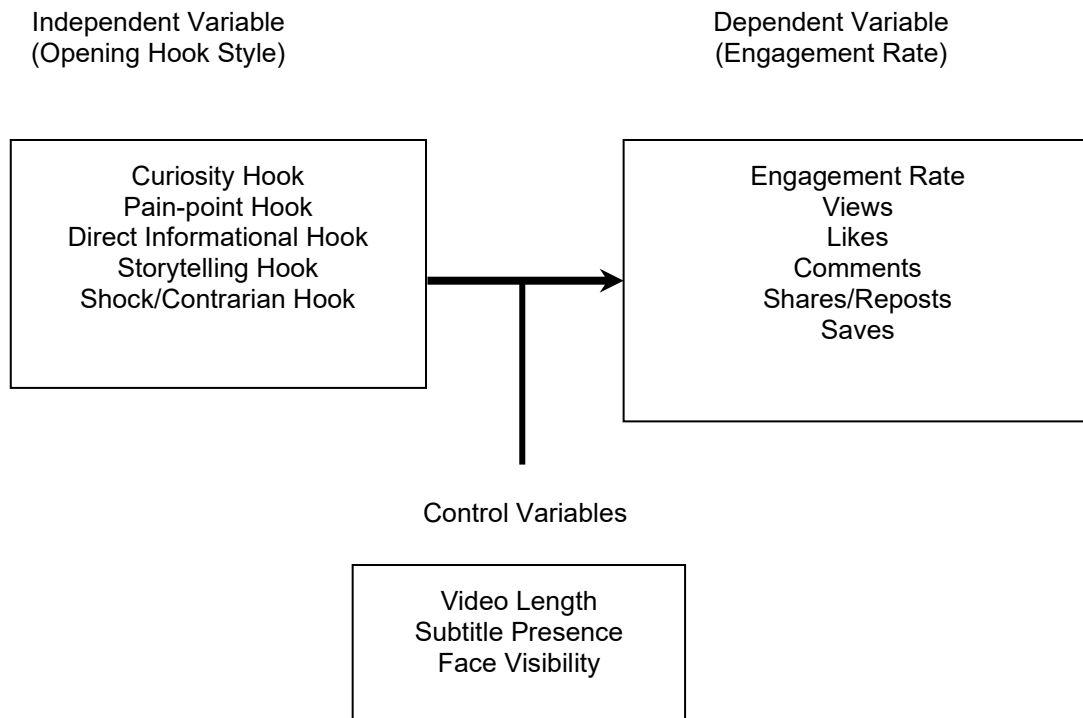 Independent Variable
(Opening Hook Style)
Dependent Variable
(Engagement Rate)
Curiosity Hook
Pain-point Hook
Direct Informational Hook
Storytelling Hook
Shock/Contrarian Hook
Engagement Rate
Views
Likes
Comments
Shares/Reposts
Saves
Control Variables
Video Length
Subtitle Presence
Face Visibility